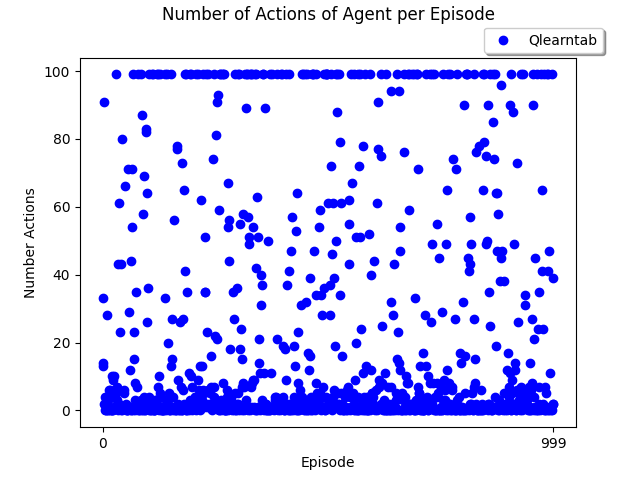 Number of Actions of Agent per Episode
Qlearntab
100
80
60
40
20
0
Number Actions
0
999
Episode